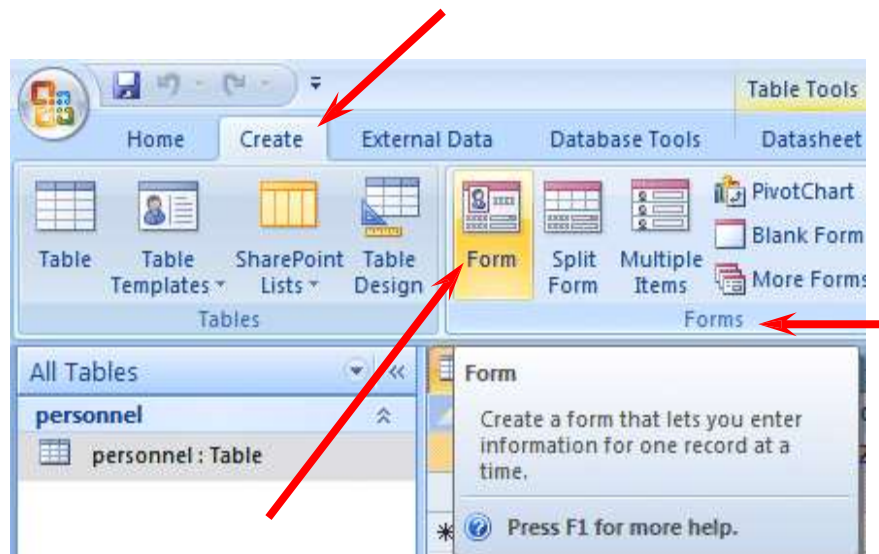 Table Tools
Home Create External Data Database Tools Datasheet
Table
Table Templates
SharePoint Lists
Table Design
Form
Split Form
Multiple Items
PivotChart
Blank Form
More Forms
Tables
Forms
All Tables
personnel
personnel : Table
Form
Create a form that lets you enter
information for one record at a
time.
Press F1 for more help.